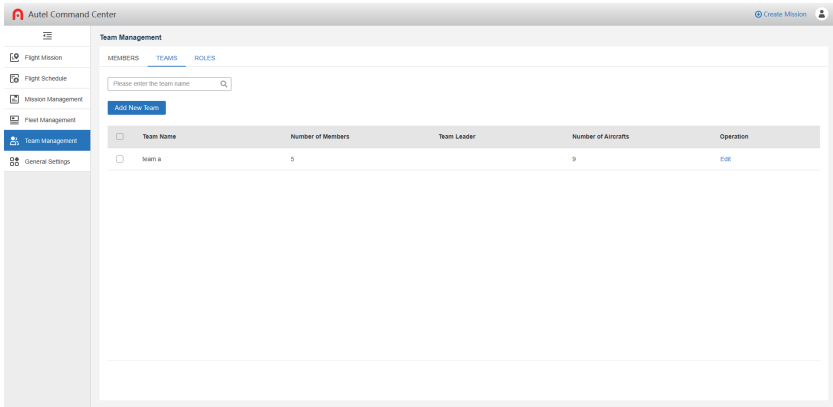 Autel Command Center
Create Mission
Flight Mission
Flight Schedule
Mission Management
Fleet Management
Team Management
General Settings
Team Management
MEMBERS TEAMS ROLES
Please enter the team name
Add New Team
Team Name Number of Members Team Leader Number of Aircrafts Operation
team a 5 9 Edit